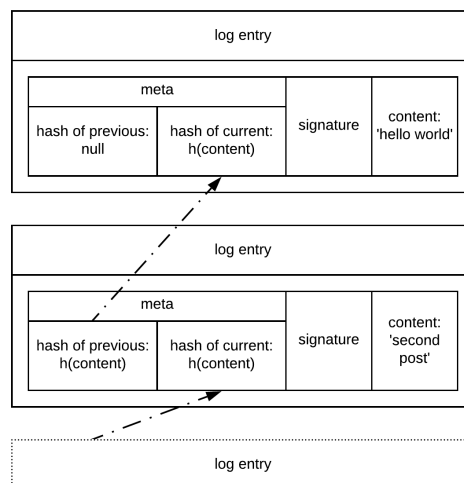 log entry
meta
hash of previous:
null
hash of current:
h(content)
signature
content:
'hello world'
log entry
meta
hash of previous:
h(content)
hash of current:
h(content)
signature
content:
'second
post'
log entry